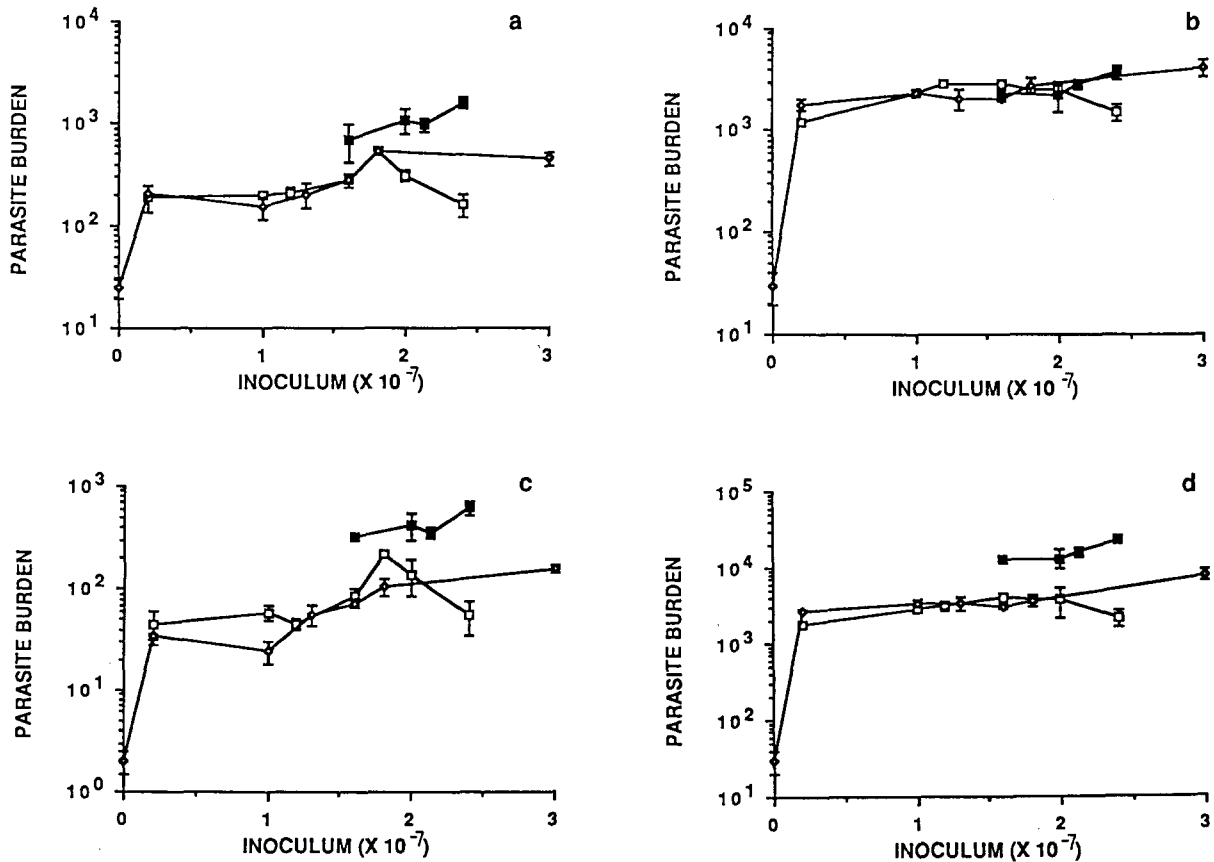 a
PARASITE BURDEN
10^4
10^3
10^2
10^1
0 1 2 3
INOCULUM (X 10^-7)
b
PARASITE BURDEN
10^4
10^3
10^2
10^1
0 1 2 3
INOCULUM (X 10^-7)
c
PARASITE BURDEN
10^3
10^2
10^1
10^0
0 1 2 3
INOCULUM (X 10^-7)
d
PARASITE BURDEN
10^5
10^4
10^3
10^2
10^1
0 1 2 3
INOCULUM (X 10^-7)